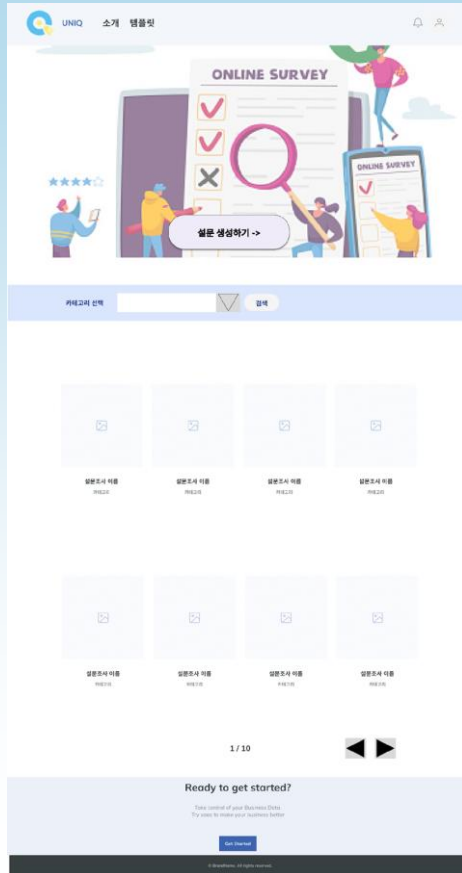 UNIQ 소개 템플릿
ONLINE SURVEY
ONLINE SURVEY
설문 생성하기 ->
카테고리 선택 검색
설문조사 이름 설문조사 이름 설문조사 이름 설문조사 이름
카테고리 카테고리 카테고리 카테고리
설문조사 이름 설문조사 이름 설문조사 이름 설문조사 이름
카테고리 카테고리 카테고리 카테고리
1 / 10
Ready to get started?
Take control of your Business Data
Try easy to make your business better
Get Started
© BrandName. All rights reserved.